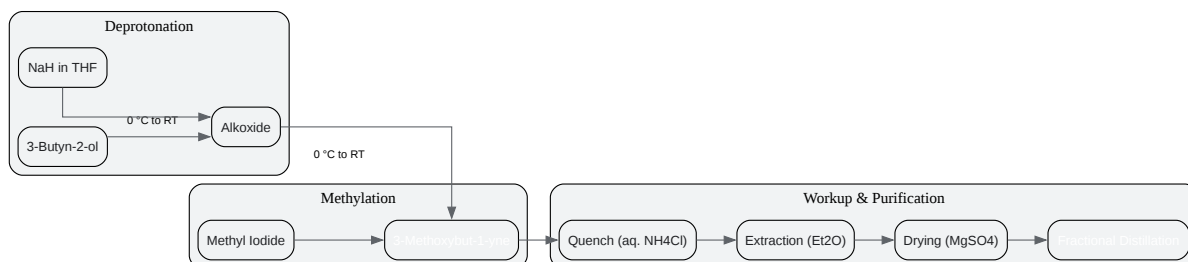 Deprotonation
NaH in THF
0 °C to RT
Alkoxide
3-Butyn-2-ol
0 °C to RT
Methylation
Methyl Iodide
3-Methoxybut-1-yne
Workup & Purification
Quench (aq. NH4Cl)
Extraction (Et2O)
Drying (MgSO4)
Fractional Distillation